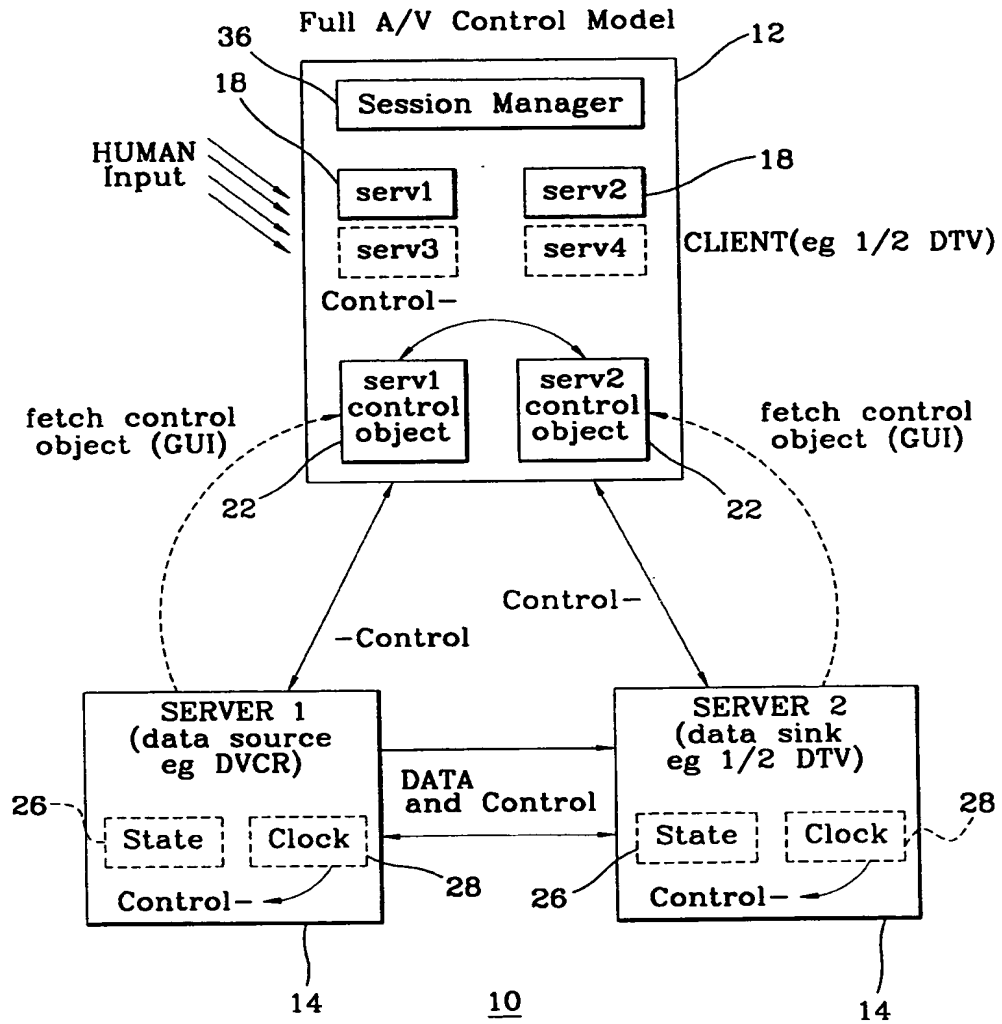 Full A/V Control Model
36
12
Session Manager
18
HUMAN
Input
serv1
serv2
18
serv3
serv4
CLIENT(eg 1/2 DTV)
Control-
serv1
control
object
serv2
control
object
fetch control
object (GUI)
fetch control
object (GUI)
22
22
Control-
-Control
SERVER 1
(data source
eg DVCR)
SERVER 2
(data sink
eg 1/2 DTV)
DATA
and Control
26
State
Clock
28
Control-
26
State
Clock
28
Control-
14
10
14